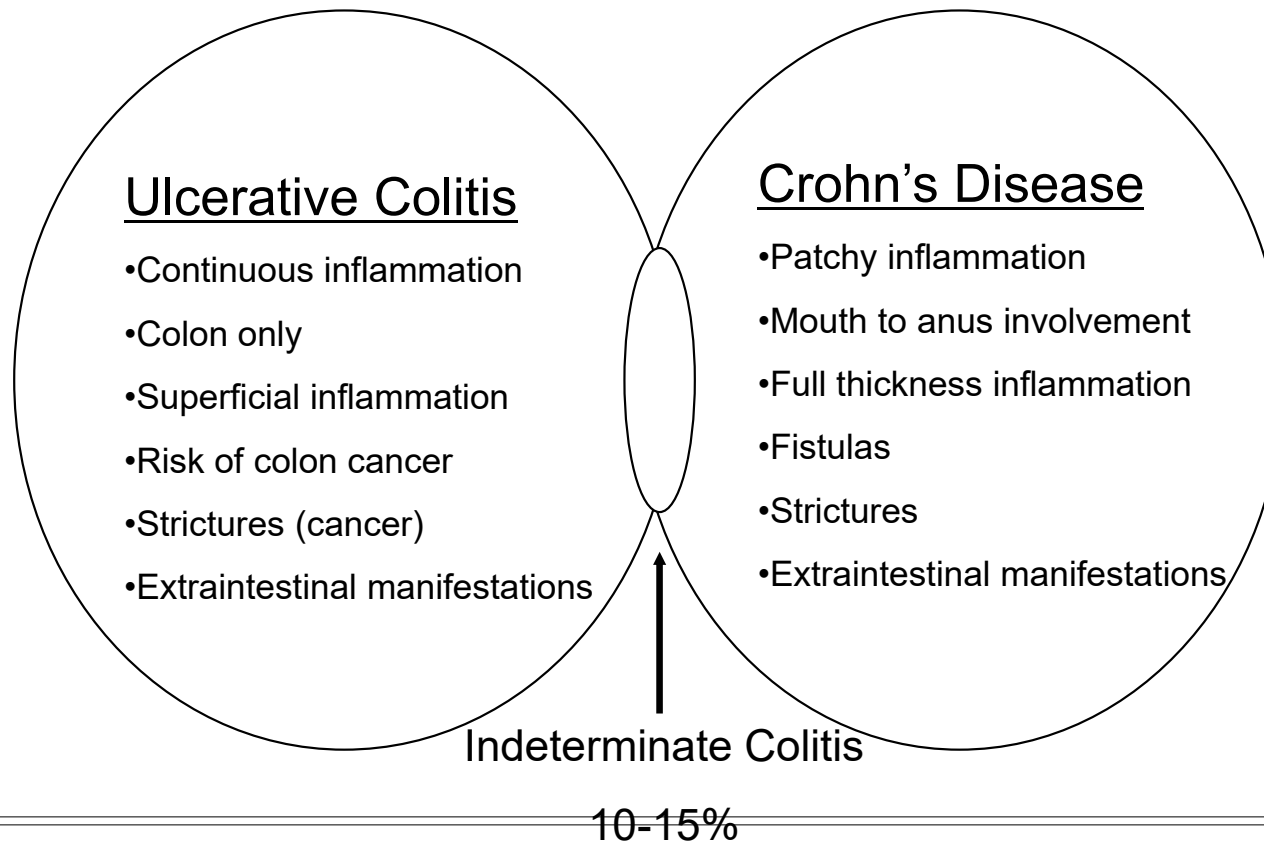 Ulcerative Colitis
•Continuous inflammation
•Colon only
•Superficial inflammation
•Risk of colon cancer
•Strictures (cancer)
•Extraintestinal manifestations
Crohn’s Disease
•Patchy inflammation
•Mouth to anus involvement
•Full thickness inflammation
•Fistulas
•Strictures
•Extraintestinal manifestations
Indeterminate Colitis
10-15%